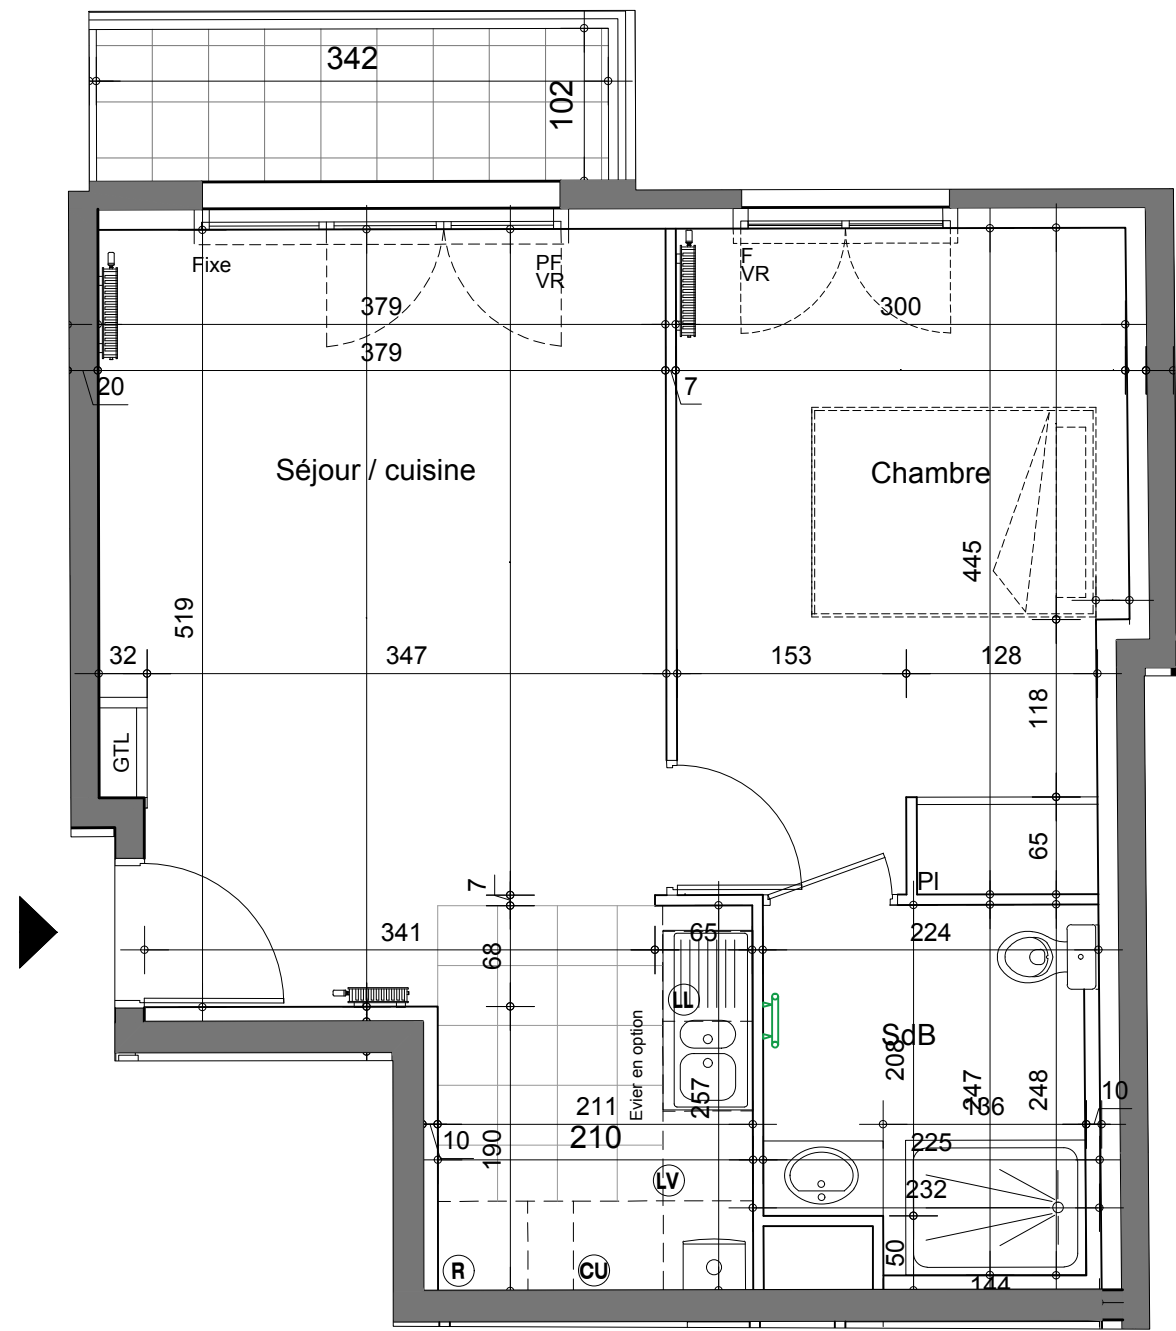 342
102
Fixe
PF
VR
F
VR
379
300
379
20
7
Séjour / cuisine
Chambre
445
519
32
347
153
128
118
GTL
65
7
Pl
341
65
224
68
LL
SdB
208
Evier en option
257
247
248
211
136
10
210
10
190
225
LV
232
50
R
CU
144